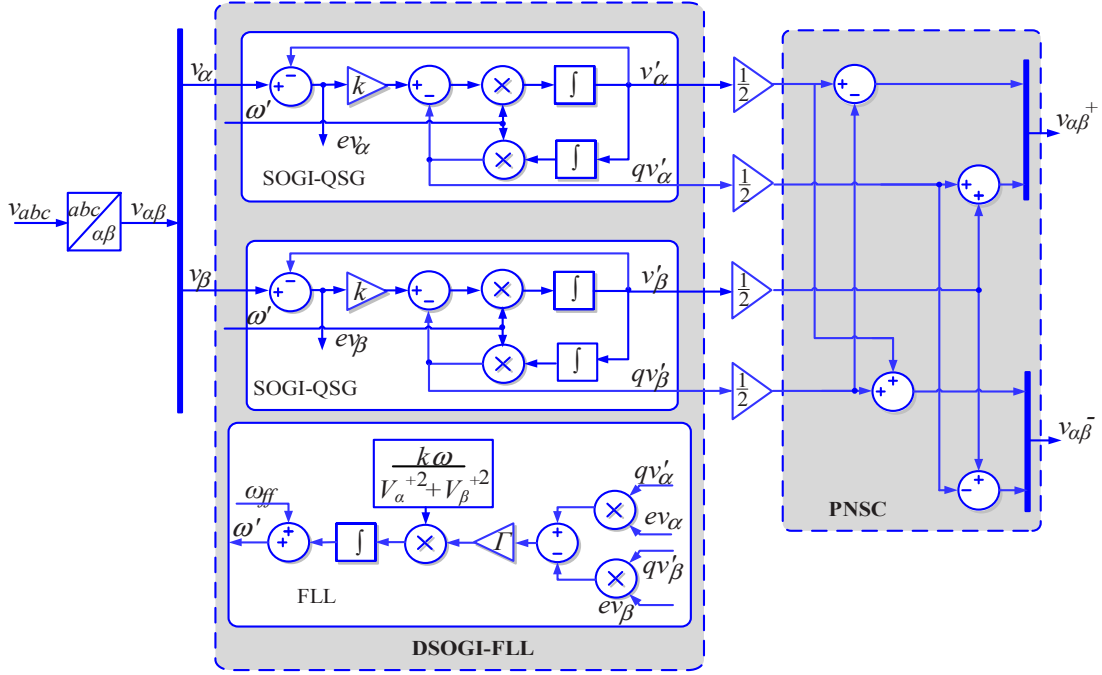 v_abc
abc
αβ
v_αβ
v_α
v_β
ω'
k
∫
v'_α
ev_α
∫
SOGI-QSG
qv'_α
ω'
k
∫
v'_β
ev_β
∫
SOGI-QSG
qv'_β
kω
V_α^+2+V_β^+2
ω_ff
ω'
∫
Γ
qv'_α
ev_α
qv'_β
ev_β
FLL
DSOGI-FLL
1
2
1
2
1
2
1
2
v_αβ^+
v_αβ^-
PNSC